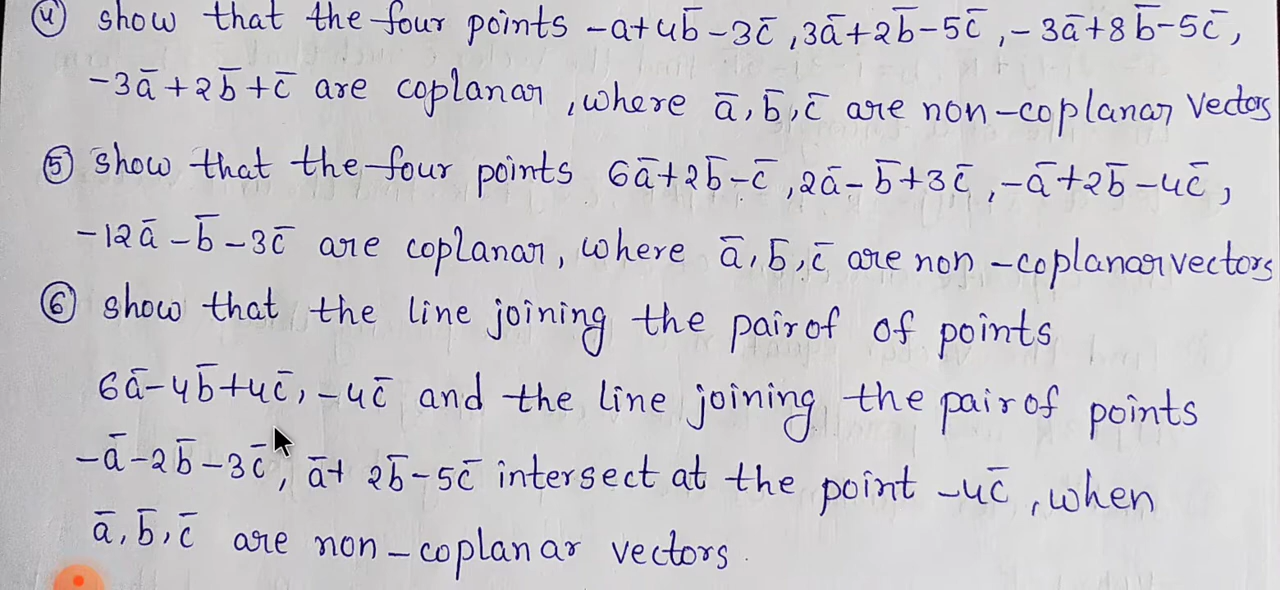 ④ show that the four points -a+4b̄-3c̄, 3ā+2b̄-5c̄, -3ā+8b̄-5c̄,
-3ā+2b̄+c̄ are coplanar, where ā, b̄, c̄ are non-coplanar vectors
⑤ show that the four points 6ā+2b̄-c̄, 2ā-b̄+3c̄, -ā+2b̄-4c̄,
-12ā-b̄-3c̄ are coplanar, where ā, b̄, c̄ are non-coplanar vectors
⑥ show that the line joining the pair of of points
6ā-4b̄+4c̄, -4c̄ and the line joining the pair of points
-ā-2b̄-3c̄, ā+2b̄-5c̄ intersect at the point -4c̄, when
ā, b̄, c̄ are non-coplanar vectors.